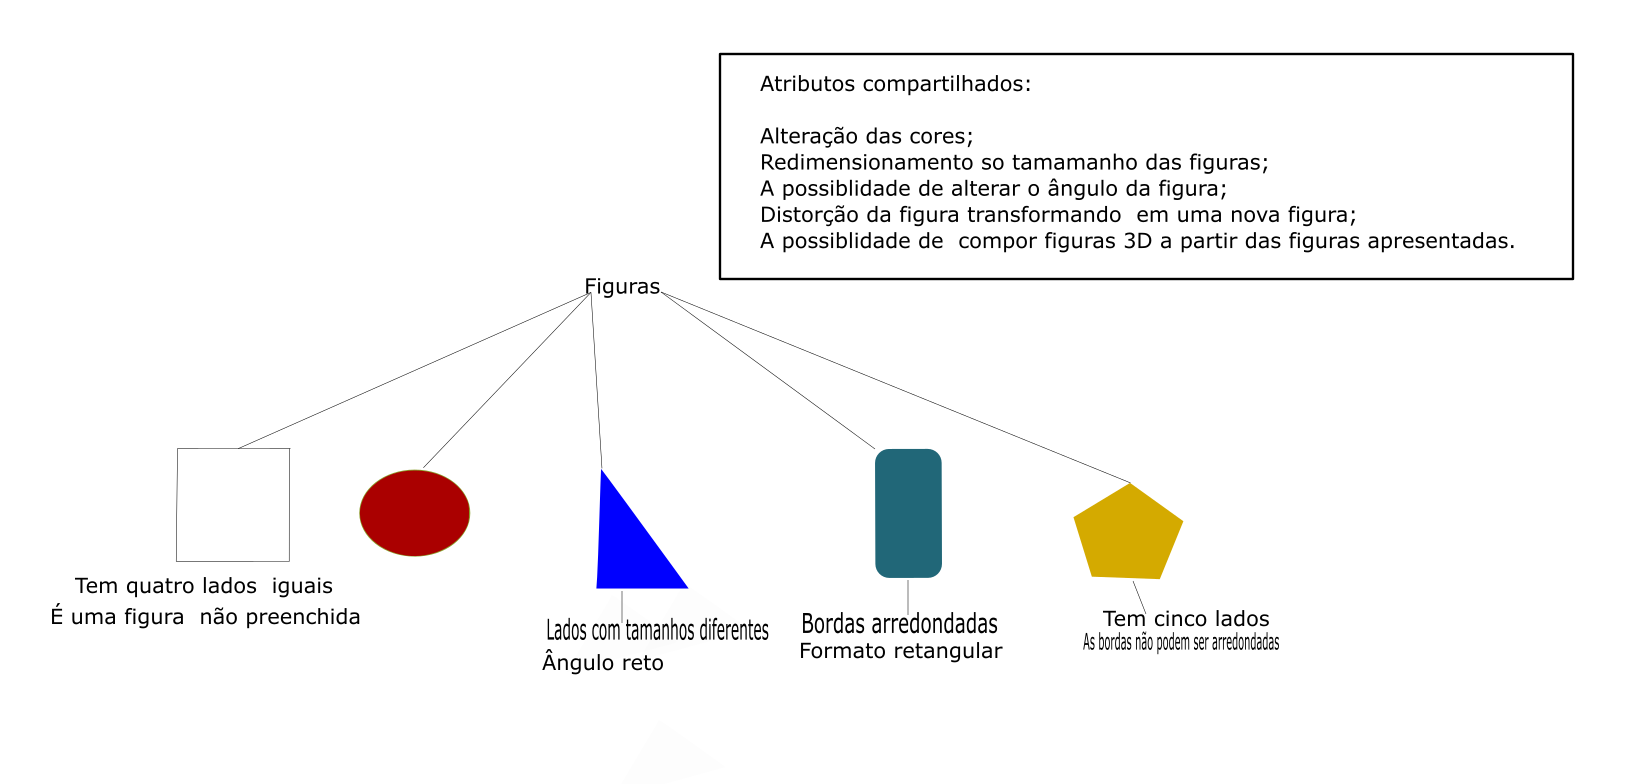 Atributos compartilhados:
Alteração das cores;
Redimensionamento so tamamanho das figuras;
A possiblidade de alterar o ângulo da figura;
Distorção da figura transformando  em uma nova figura;
A possiblidade de  compor figuras 3D a partir das figuras apresentadas.
Figuras
Tem quatro lados  iguais
É uma figura  não preenchida
Lados com tamanhos diferentes
Ângulo reto
Bordas arredondadas
Formato retangular
Tem cinco lados
As bordas não podem ser arredondadas